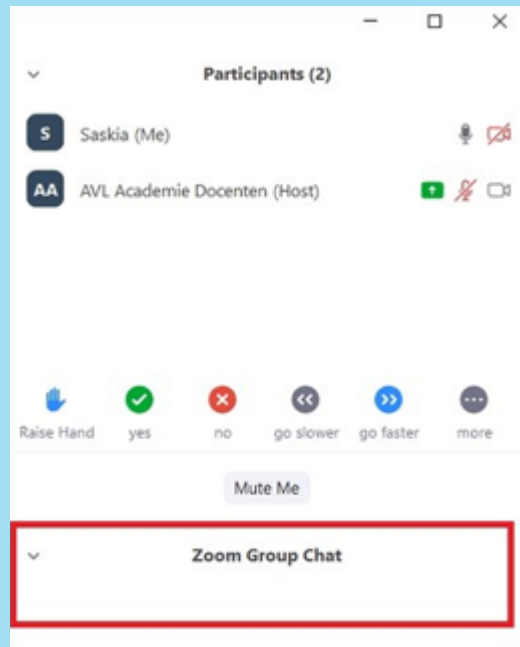 Participants (2)
S Saskia (Me)
AA AVL Academie Docenten (Host)
Raise Hand yes no go slower go faster more
Mute Me
Zoom Group Chat